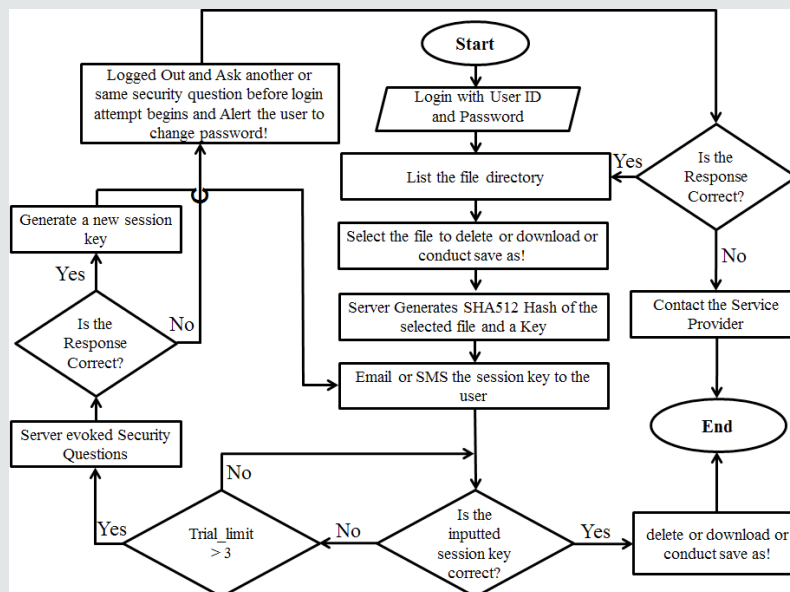 Start
Login with User ID
and Password
List the file directory
Select the file to delete or download or
conduct save as!
Server Generates SHA512 Hash of the
selected file and a Key
Email or SMS the session key to the
user
Is the
inputted
session key
correct?
Yes
delete or download or
conduct save as!
End
No
Trial_limit
> 3
No
Yes
Server evoked Security
Questions
Is the
Response
Correct?
Yes
Generate a new session
key
No
Logged Out and Ask another or
same security question before login
attempt begins and Alert the user to
change password!
Is the
Response
Correct?
Yes
No
Contact the Service
Provider